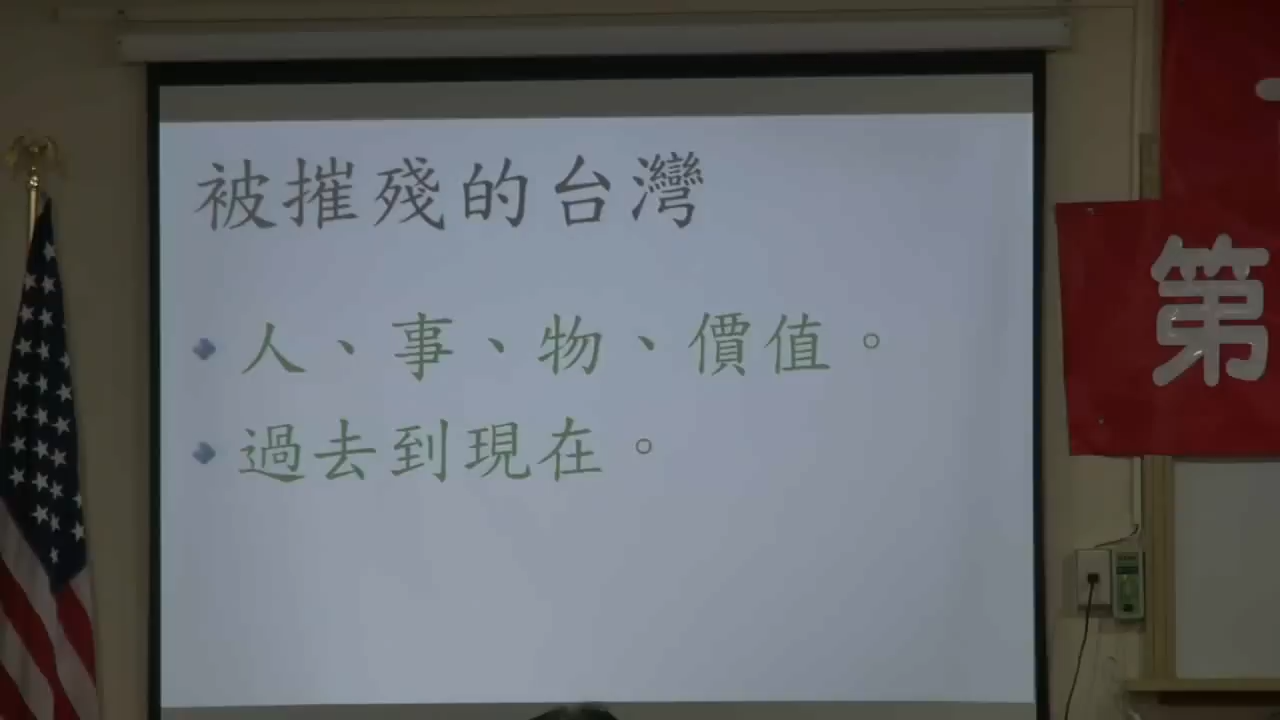 被摧殘的台灣
人、事、物、價值。
過去到現在。
第